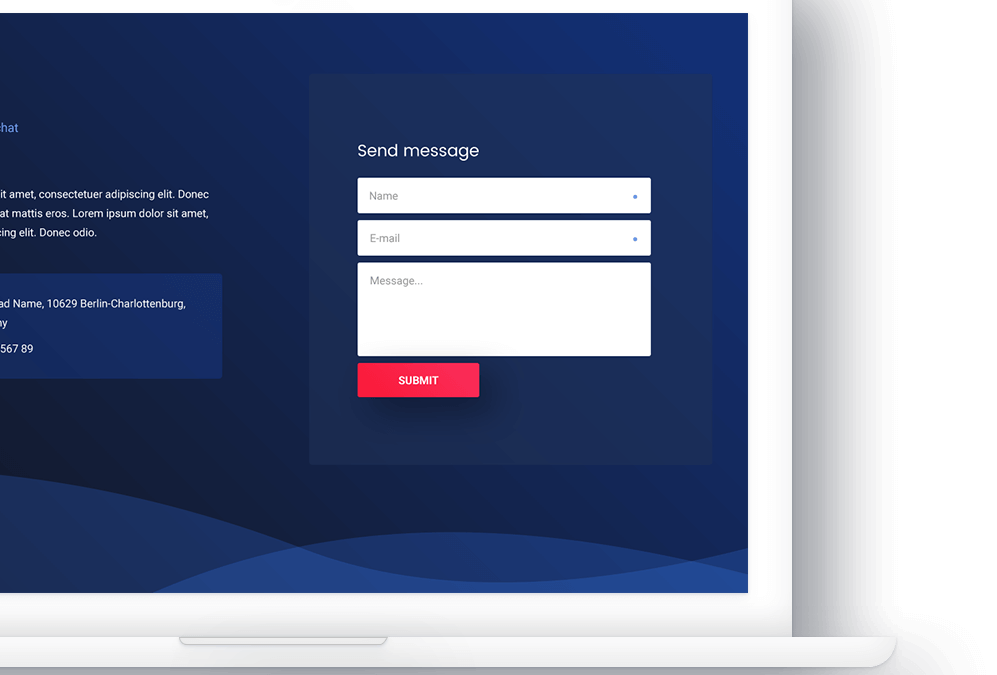 hat
it amet, consectetuer adipiscing elit. Donec
at mattis eros. Lorem ipsum dolor sit amet,
cing elit. Donec odio.
ad Name, 10629 Berlin-Charlottenburg,
ny
567 89
Send message
Name
E-mail
Message...
SUBMIT